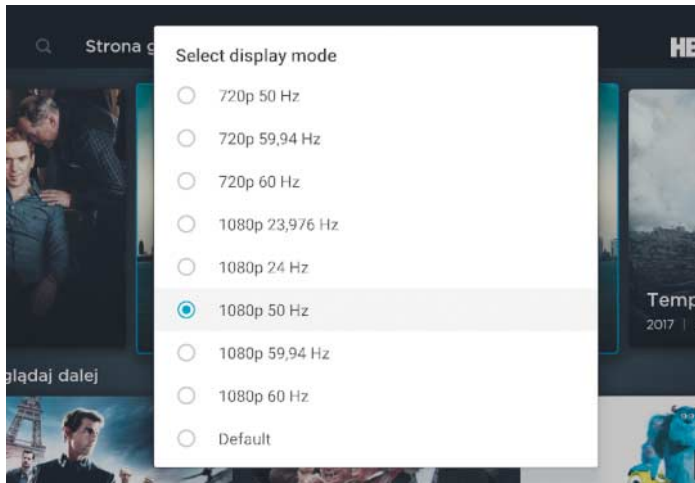 Strona g
HB
Select display mode
720p 50 Hz
720p 59,94 Hz
720p 60 Hz
1080p 23,976 Hz
1080p 24 Hz
1080p 50 Hz
1080p 59,94 Hz
1080p 60 Hz
Default
Temp
2017 |
glądaj dalej